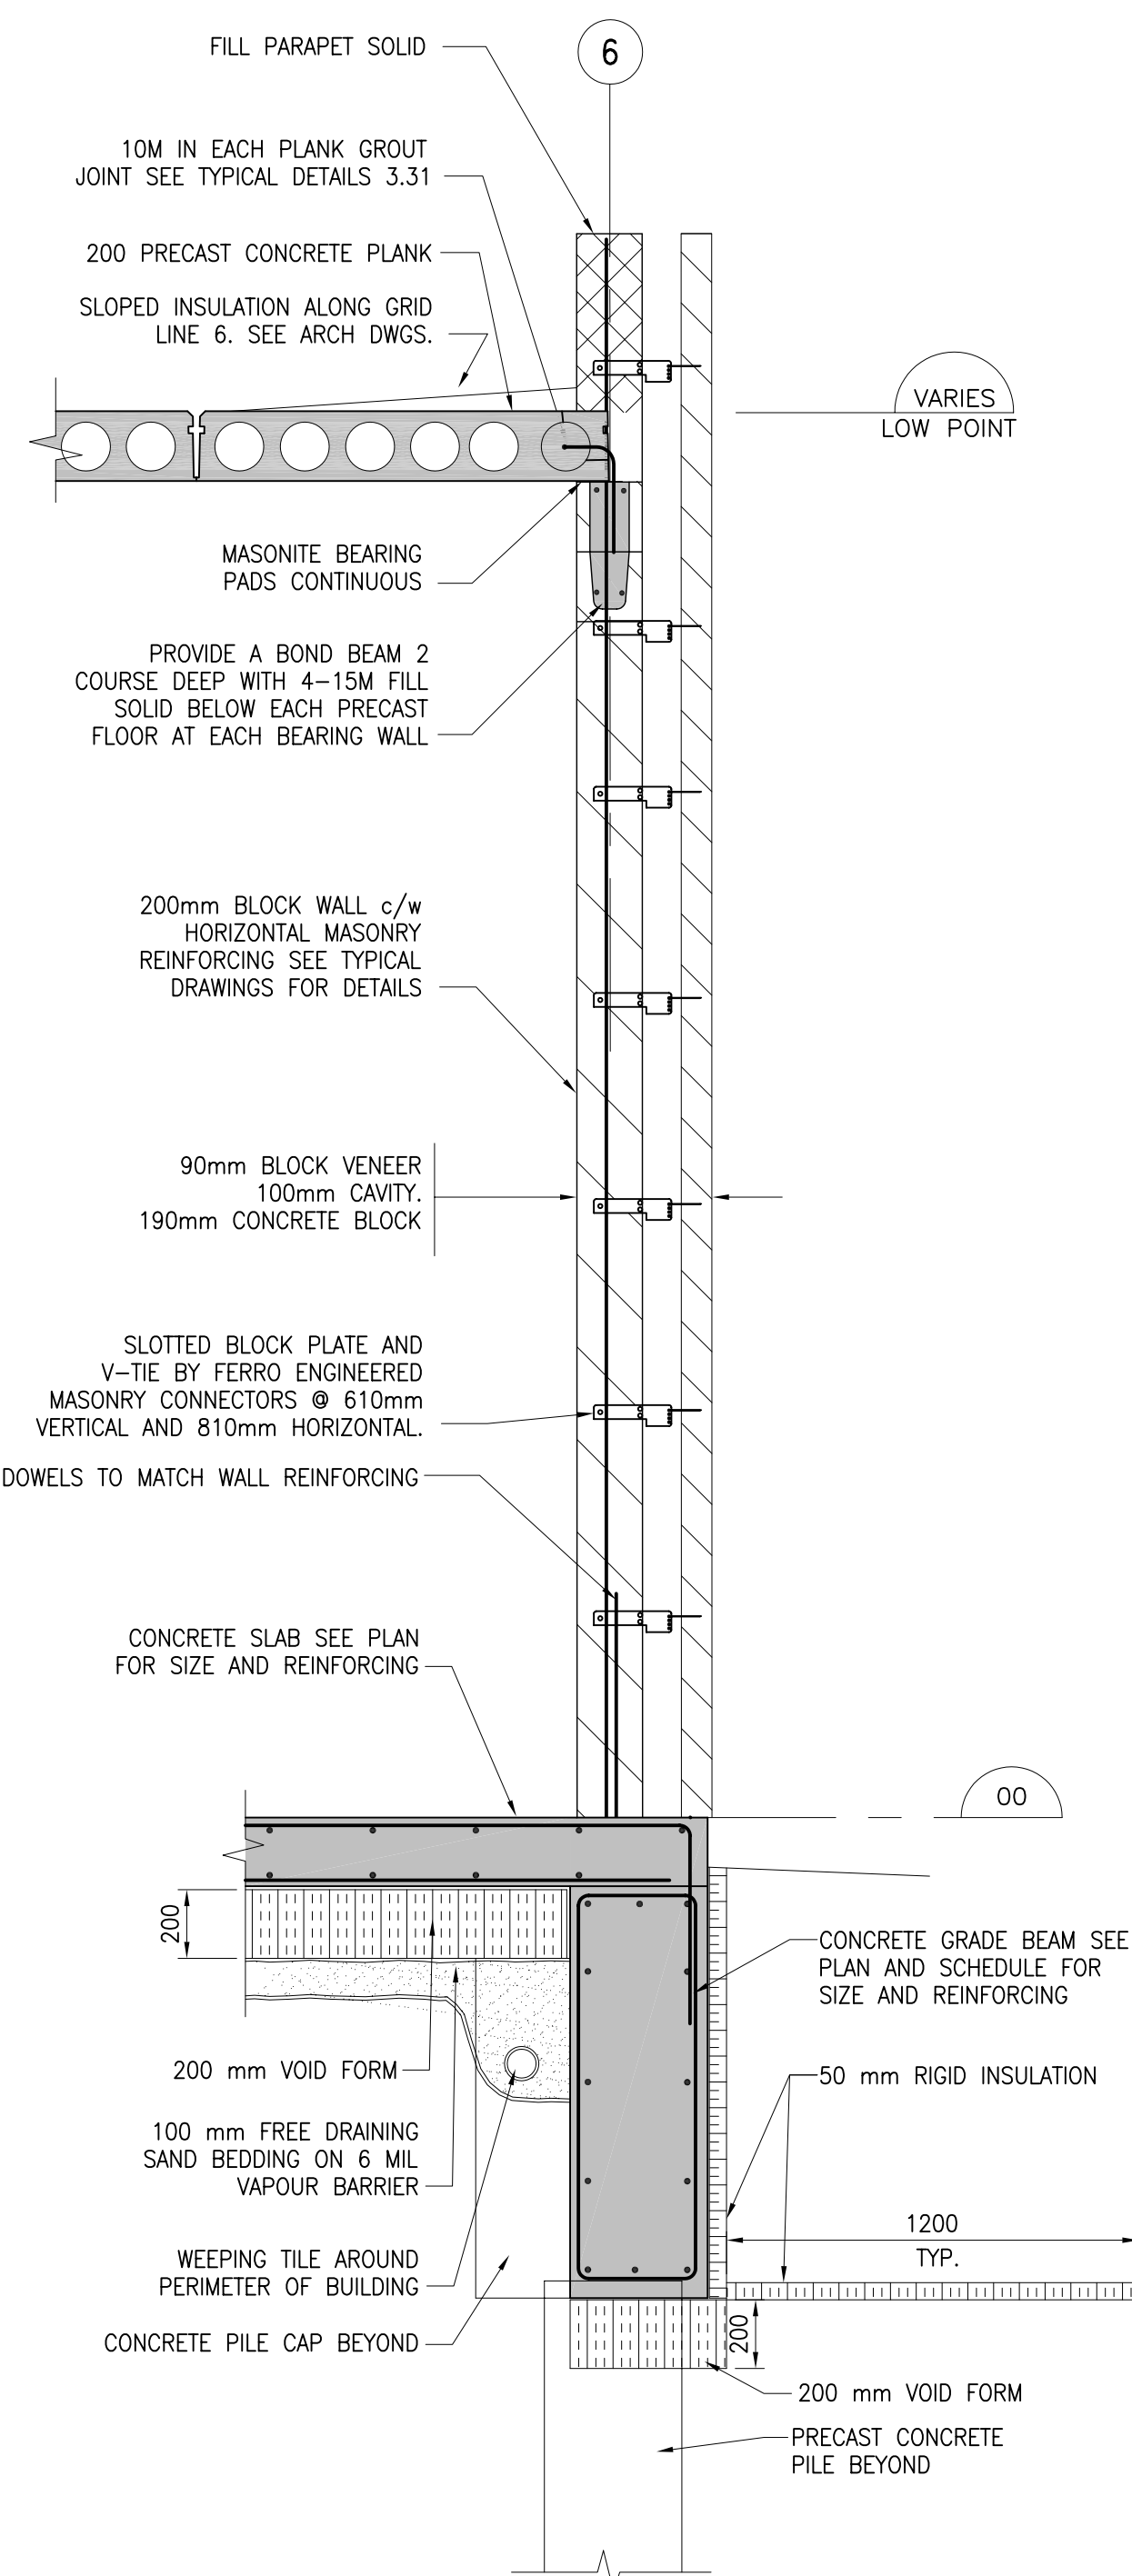 FILL PARAPET SOLID
6
10M IN EACH PLANK GROUT
JOINT SEE TYPICAL DETAILS 3.31
200 PRECAST CONCRETE PLANK
SLOPED INSULATION ALONG GRID
LINE 6. SEE ARCH DWGS.
VARIES
LOW POINT
MASONITE BEARING
PADS CONTINUOUS
PROVIDE A BOND BEAM 2
COURSE DEEP WITH 4-15M FILL
SOLID BELOW EACH PRECAST
FLOOR AT EACH BEARING WALL
200mm BLOCK WALL c/w
HORIZONTAL MASONRY
REINFORCING SEE TYPICAL
DRAWINGS FOR DETAILS
90mm BLOCK VENEER
100mm CAVITY.
190mm CONCRETE BLOCK
SLOTTED BLOCK PLATE AND
V-TIE BY FERRO ENGINEERED
MASONRY CONNECTORS @ 610mm
VERTICAL AND 810mm HORIZONTAL.
DOWELS TO MATCH WALL REINFORCING
CONCRETE SLAB SEE PLAN
FOR SIZE AND REINFORCING
00
200
CONCRETE GRADE BEAM SEE
PLAN AND SCHEDULE FOR
SIZE AND REINFORCING
200 mm VOID FORM
50 mm RIGID INSULATION
100 mm FREE DRAINING
SAND BEDDING ON 6 MIL
VAPOUR BARRIER
1200
TYP.
WEEPING TILE AROUND
PERIMETER OF BUILDING
CONCRETE PILE CAP BEYOND
200
200 mm VOID FORM
PRECAST CONCRETE
PILE BEYOND